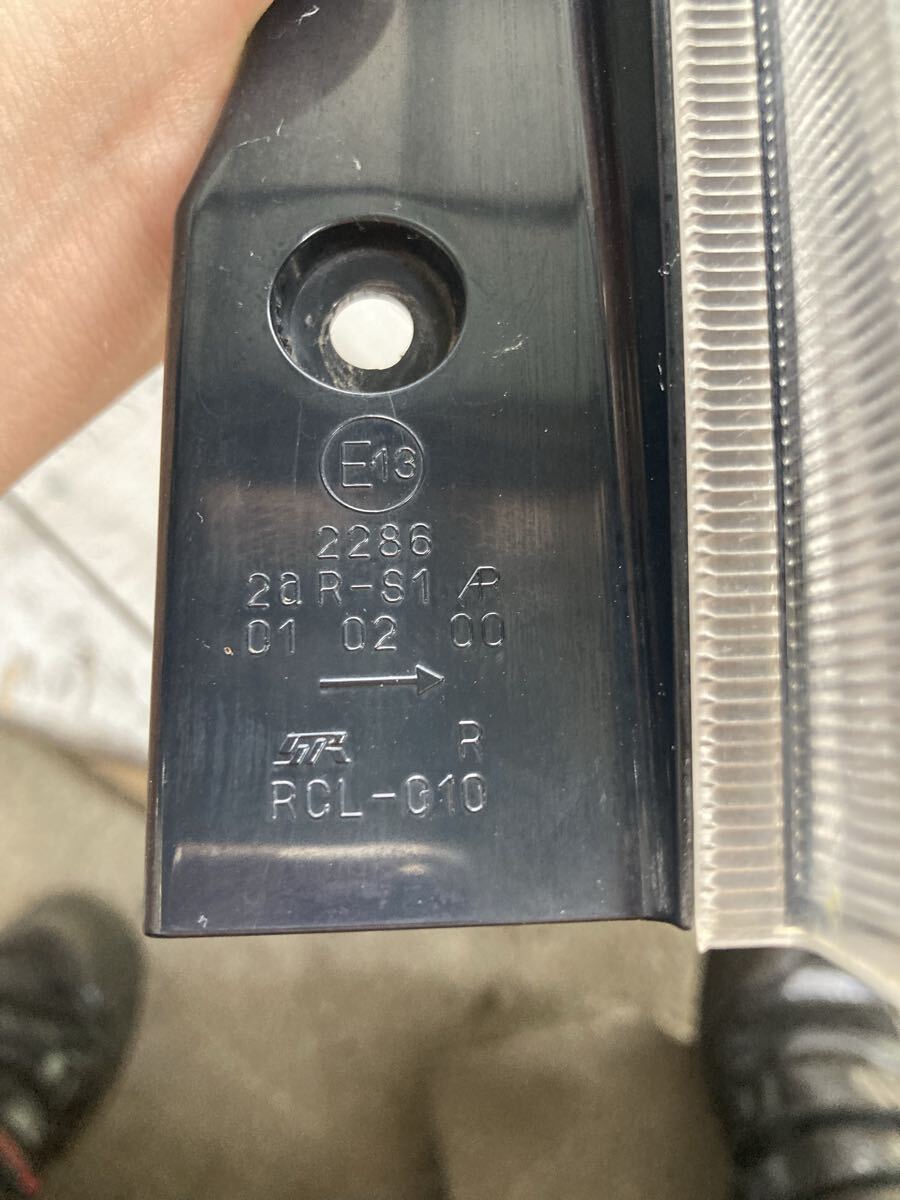 E13
2286
2a R-S1 AR
01 02 00
R
RCL-010